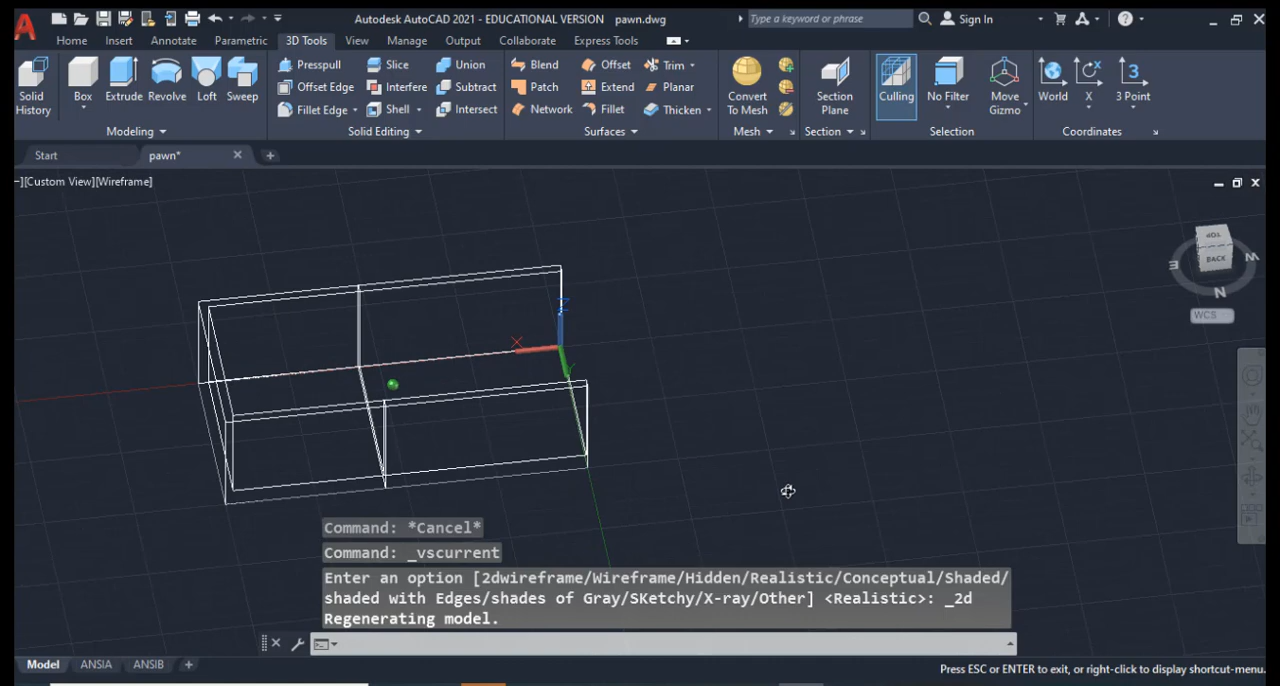 Autodesk AutoCAD 2021 - EDUCATIONAL VERSION pawn.dwg Type a keyword or phrase Sign In
Home Insert Annotate Parametric 3D Tools View Manage Output Collaborate Express Tools
Solid History Box Extrude Revolve Loft Sweep Modeling
Presspull Slice Union
Offset Edge Interfere Subtract
Fillet Edge Shell Intersect
Solid Editing
Blend Offset Trim
Patch Extend Planar
Network Fillet Thicken
Surfaces
Convert To Mesh Mesh
Section Plane Section
Culling No Filter Move Gizmo Selection
World X 3 Point Coordinates
Start pawn*
-][Custom View][Wireframe]
TOP
BACK
E W
N
WCS
Z
X
Y
Command: *Cancel*
Command: _vscurrent
Enter an option [2dwireframe/Wireframe/Hidden/Realistic/Conceptual/Shaded/
shaded with Edges/shades of Gray/SKetchy/X-ray/Other] <Realistic>: _2d
Regenerating model.
Model ANSIA ANSIB
Press ESC or ENTER to exit, or right-click to display shortcut-menu.